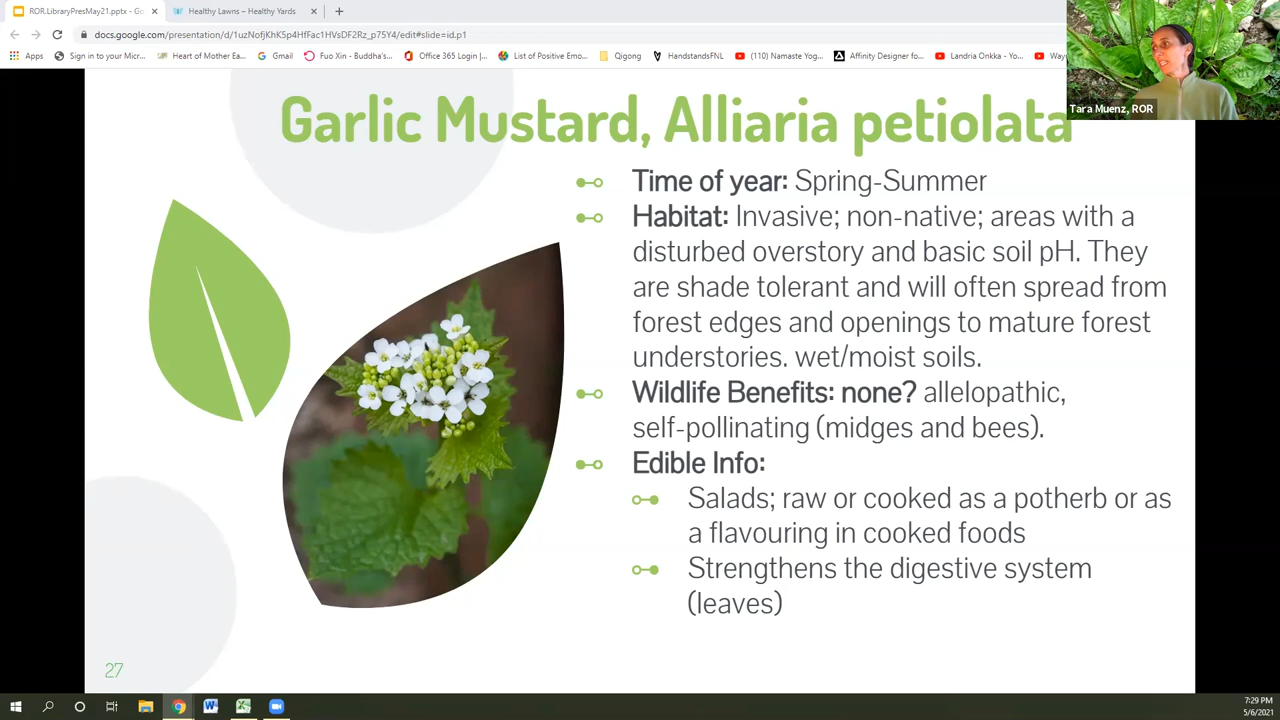 ROR.LibraryPresMay21.pptx - Go
Healthy Lawns – Healthy Yards
docs.google.com/presentation/d/1uzNofjKhK5p4HfFac1HVsDF2Rz_p75Y4/edit#slide=id.p1
Apps
Sign in to your Micr...
Heart of Mother Ea...
Gmail
Fuo Xin - Buddha's...
Office 365 Login |...
List of Positive Emo...
Qigong
HandstandsFNL
(110) Namaste Yog...
Affinity Designer fo...
Landria Onkka - Yo...
Way
Tara Muenz, ROR
Garlic Mustard, Alliaria petiolata
Time of year: Spring-Summer
Habitat: Invasive; non-native; areas with a
disturbed overstory and basic soil pH. They
are shade tolerant and will often spread from
forest edges and openings to mature forest
understories. wet/moist soils.
Wildlife Benefits: none? allelopathic,
self-pollinating (midges and bees).
Edible Info:
Salads; raw or cooked as a potherb or as
a flavouring in cooked foods
Strengthens the digestive system
(leaves)
27
7:29 PM
5/6/2021